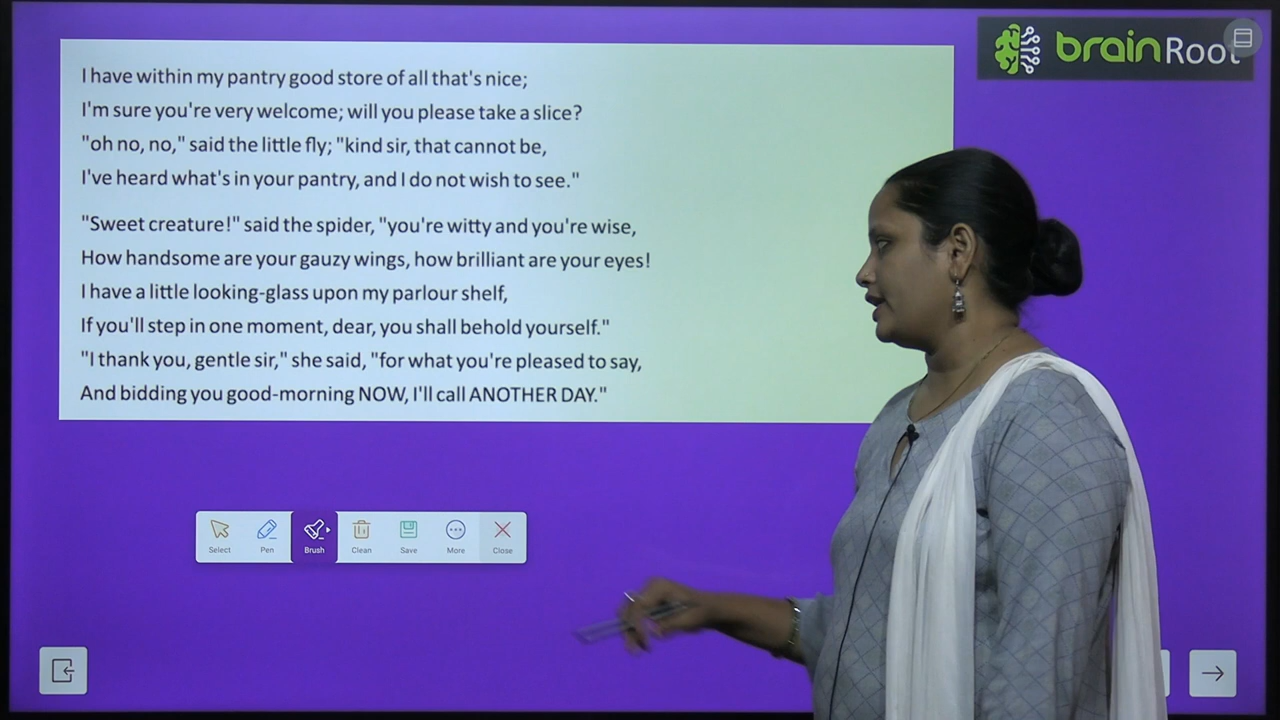 brainRoot
I have within my pantry good store of all that's nice;
I'm sure you're very welcome; will you please take a slice?
"oh no, no," said the little fly; "kind sir, that cannot be,
I've heard what's in your pantry, and I do not wish to see."
"Sweet creature!" said the spider, "you're witty and you're wise,
How handsome are your gauzy wings, how brilliant are your eyes!
I have a little looking-glass upon my parlour shelf,
If you'll step in one moment, dear, you shall behold yourself."
"I thank you, gentle sir," she said, "for what you're pleased to say,
And bidding you good-morning NOW, I'll call ANOTHER DAY."
Select Pen Brush Clean Save More Close